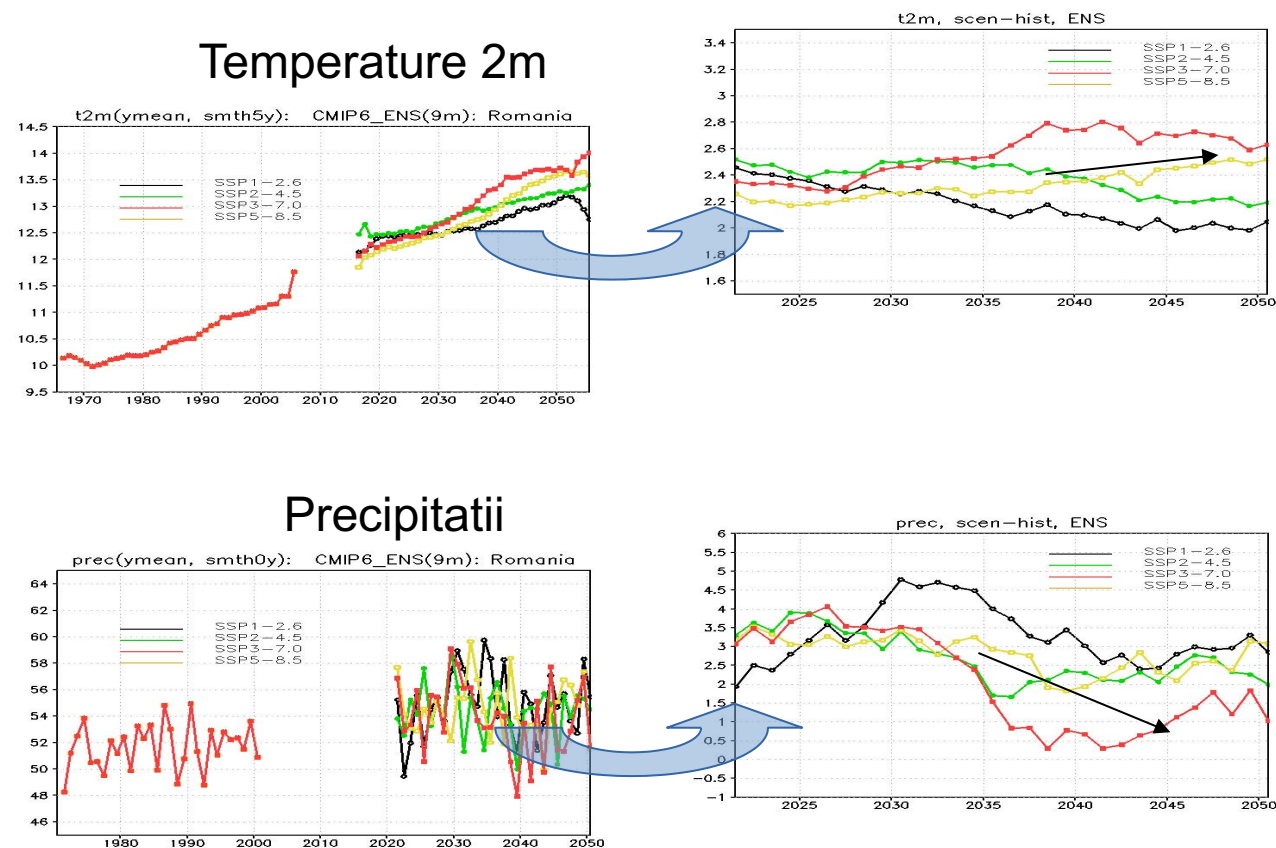 Temperature 2m
t2m(ymean, smth5y): CMIP6_ENS(9m): Romania
14.5
14
13.5
13
12.5
12
11.5
11
10.5
10
9.5
SSP1-2.6
SSP2-4.5
SSP3-7.0
SSP5-8.5
1970 1980 1990 2000 2010 2020 2030 2040 2050
t2m, scen-hist, ENS
3.4
3.2
3
2.8
2.6
2.4
2.2
2
1.8
1.6
SSP1-2.6
SSP2-4.5
SSP3-7.0
SSP5-8.5
2025 2030 2035 2040 2045 2050
Precipitatii
prec(ymean, smth0y): CMIP6_ENS(9m): Romania
64
62
60
58
56
54
52
50
48
46
SSP1-2.6
SSP2-4.5
SSP3-7.0
SSP5-8.5
1980 1990 2000 2010 2020 2030 2040 2050
prec, scen-hist, ENS
6
5.5
5
4.5
4
3.5
3
2.5
2
1.5
1
0.5
0
-0.5
-1
SSP1-2.6
SSP2-4.5
SSP3-7.0
SSP5-8.5
2025 2030 2035 2040 2045 2050